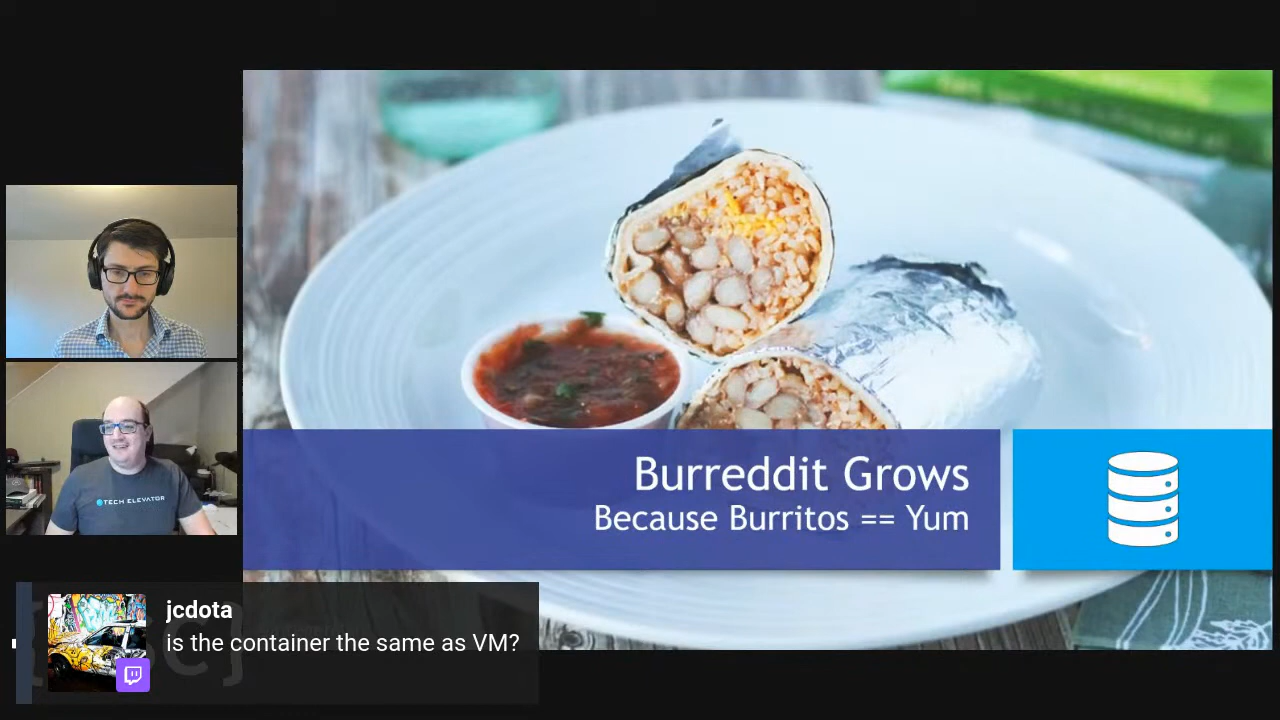 TECH ELEVATOR
Burreddit Grows
Because Burritos == Yum
jcdota
is the container the same as VM?